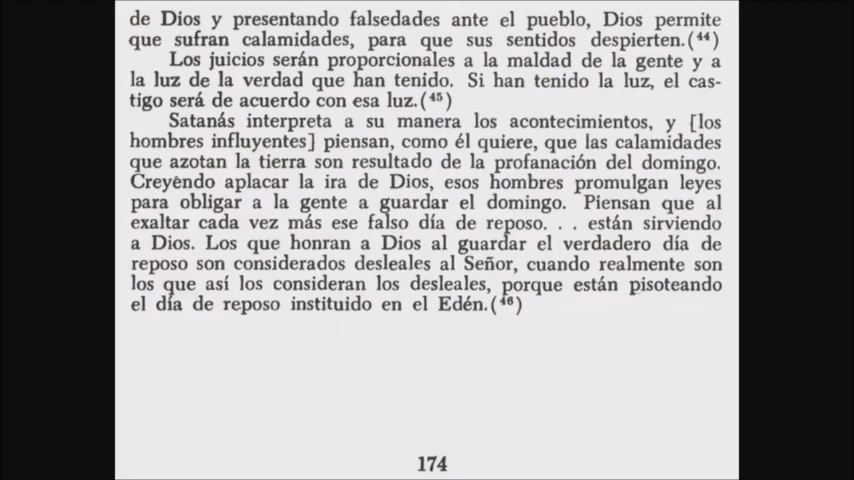 de Dios y presentando falsedades ante el pueblo, Dios permite
que sufran calamidades, para que sus sentidos despierten.(⁴⁴)
Los juicios serán proporcionales a la maldad de la gente y a
la luz de la verdad que han tenido. Si han tenido la luz, el cas-
tigo será de acuerdo con esa luz.(⁴⁵)
Satanás interpreta a su manera los acontecimientos, y [los
hombres influyentes] piensan, como él quiere, que las calamidades
que azotan la tierra son resultado de la profanación del domingo.
Creyendo aplacar la ira de Dios, esos hombres promulgan leyes
para obligar a la gente a guardar el domingo. Piensan que al
exaltar cada vez más ese falso día de reposo. . . están sirviendo
a Dios. Los que honran a Dios al guardar el verdadero día de
reposo son considerados desleales al Señor, cuando realmente son
los que así los consideran los desleales, porque están pisoteando
el día de reposo instituido en el Edén.(⁴⁶)
174